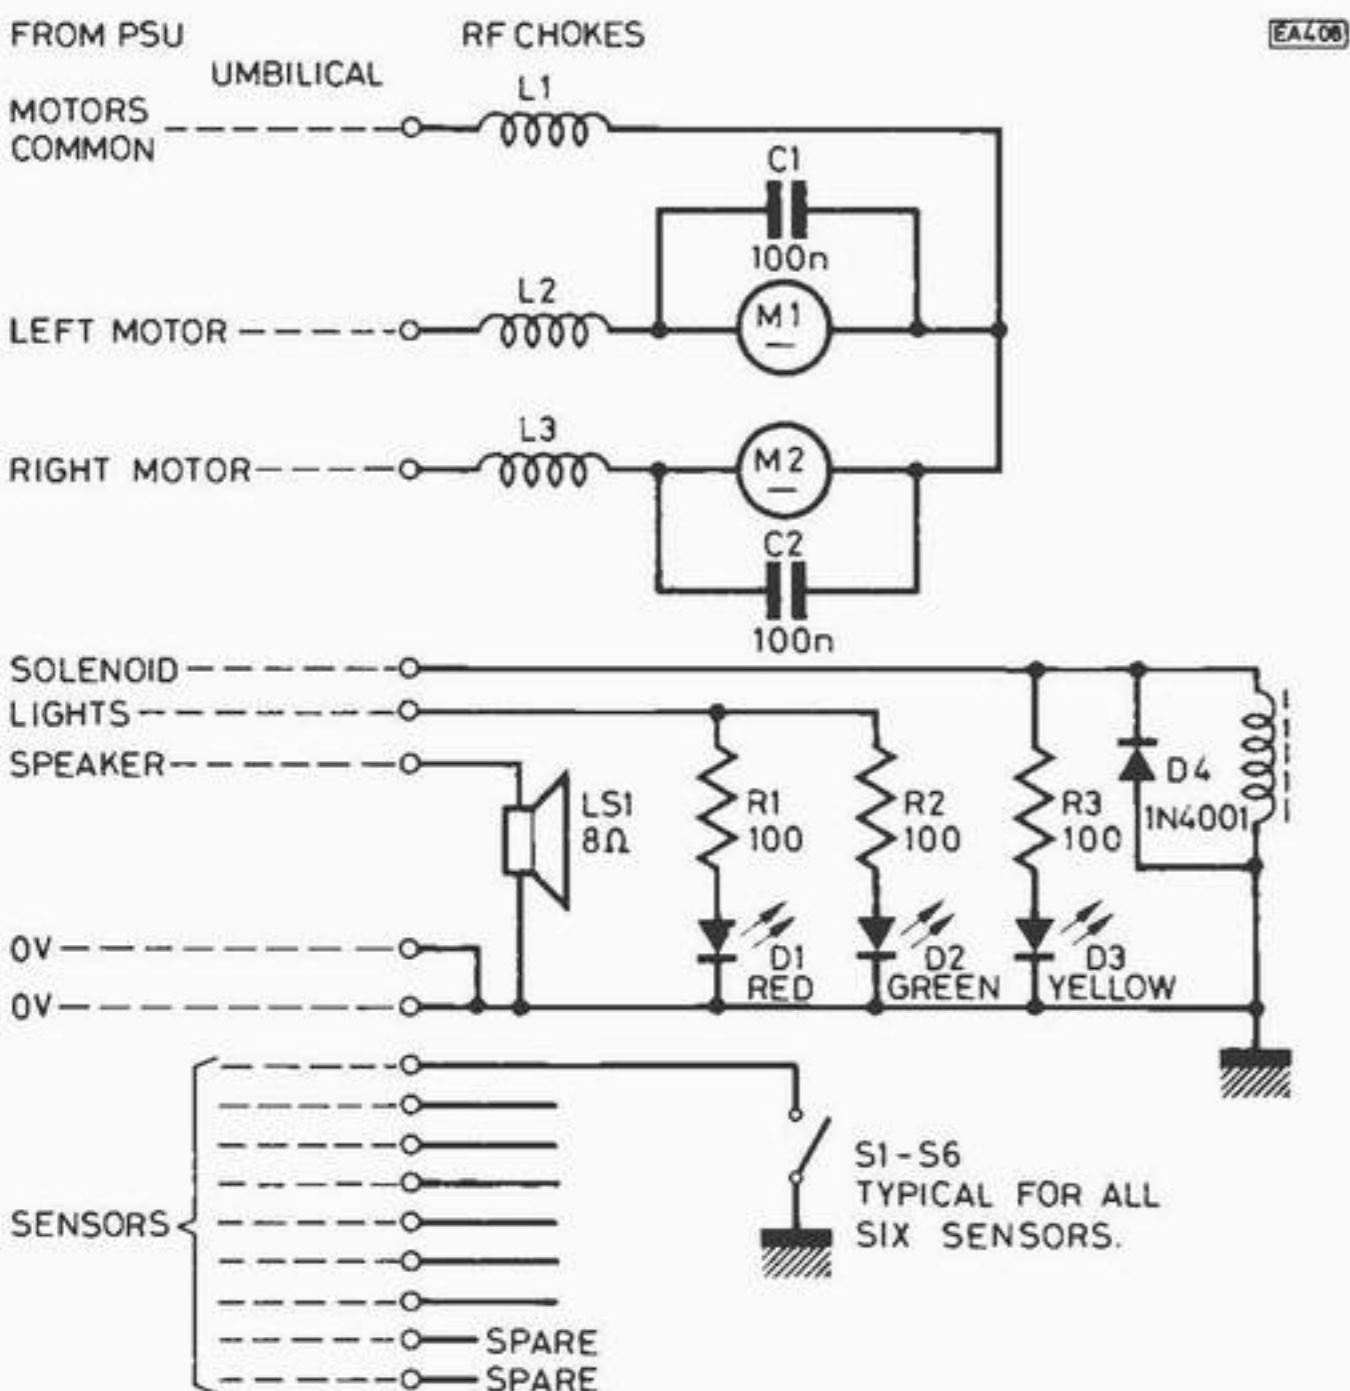 FROM PSU
RF CHOKES
EA406
UMBILICAL
L1
MOTORS
COMMON
C1
100n
L2
LEFT MOTOR
M1
L3
RIGHT MOTOR
M2
C2
100n
SOLENOID
LIGHTS
SPEAKER
LS1
8Ω
R1
100
R2
100
R3
100
D4
1N4001
0V
D1
RED
D2
GREEN
D3
YELLOW
0V
S1-S6
TYPICAL FOR ALL
SIX SENSORS.
SENSORS
SPARE
SPARE